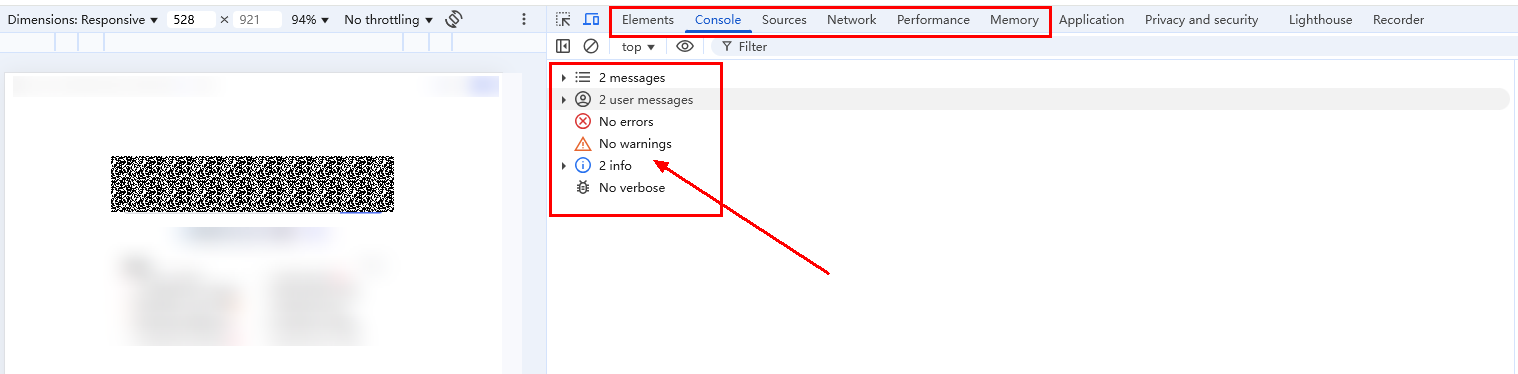 Dimensions: Responsive 528 × 921 94% No throttling
Elements Console Sources Network Performance Memory Application Privacy and security Lighthouse Recorder
top Filter
2 messages
2 user messages
No errors
No warnings
2 info
No verbose